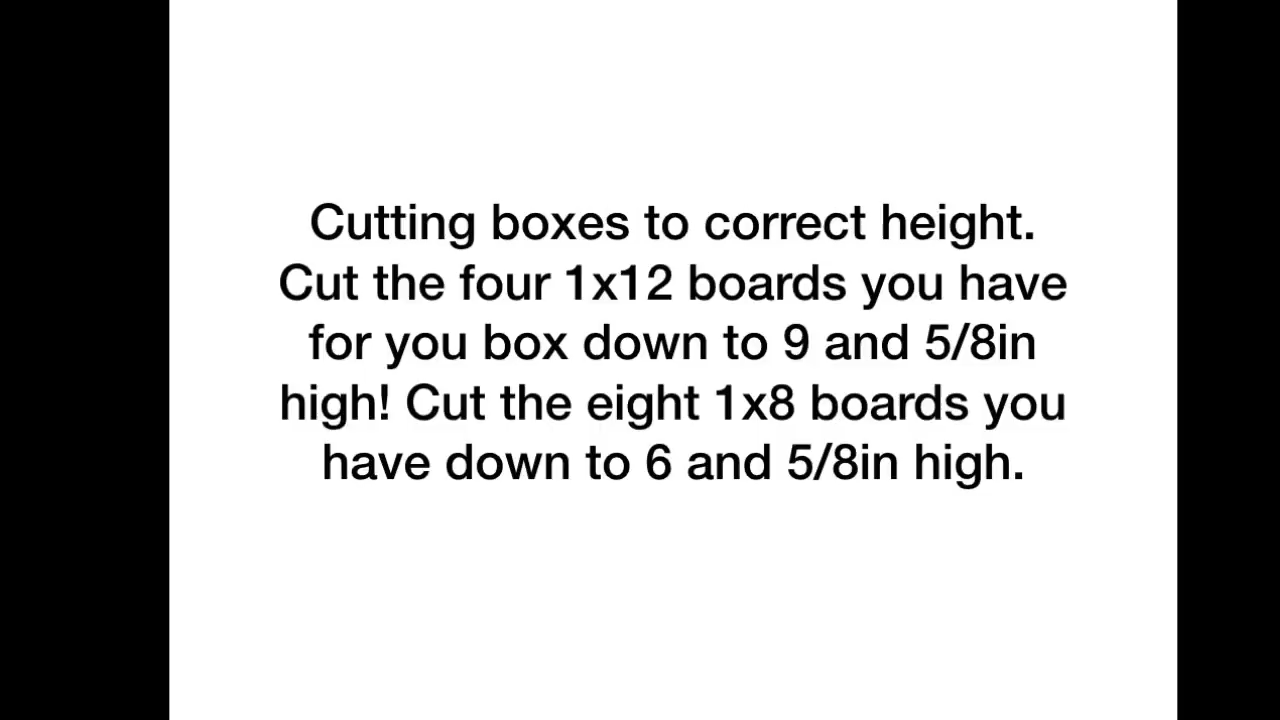 Cutting boxes to correct height.
Cut the four 1x12 boards you have
for you box down to 9 and 5/8in
high! Cut the eight 1x8 boards you
have down to 6 and 5/8in high.